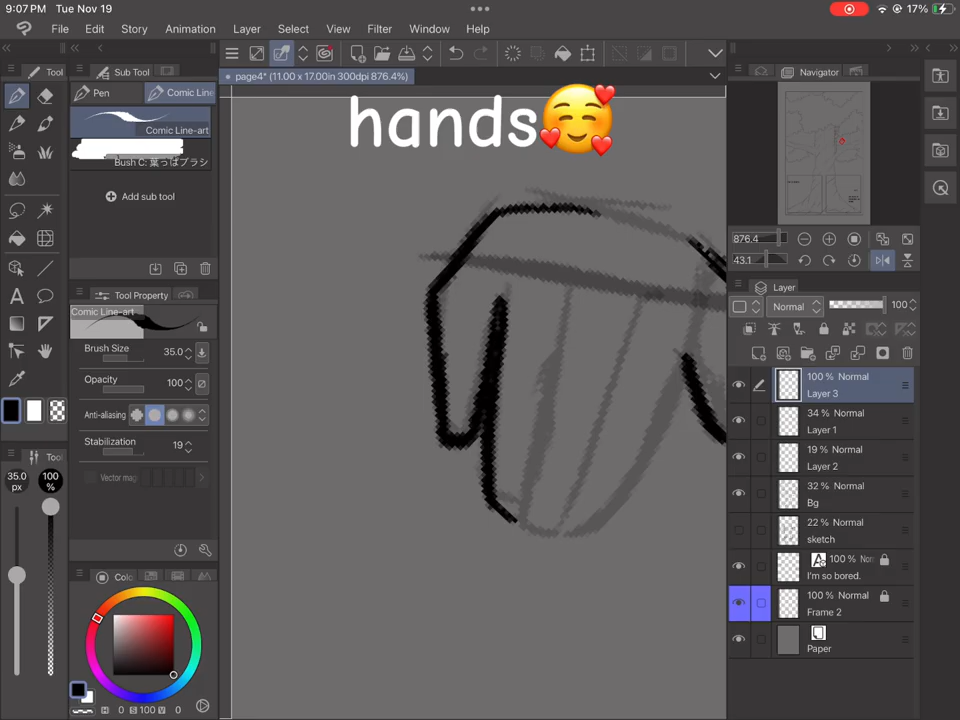 9:07 PM Tue Nov 19
17%
File Edit Story Animation Layer Selection View Filter Window Help
Tool
Sub Tool
page4* (11.00 x 17.00in 300dpi 876.4%)
Navigator
Pen
Comic Line
hands🥰
Comic Line-art
Bush C: 葉っぱブラシ
Add sub tool
876.4
43.1
Tool Property
Layer
Comic Line-art
Normal
100
Brush Size
35.0
Opacity
100
Anti-aliasing
Stabilization
19
Vector mag
100 % Normal
Layer 3
34 % Normal
Layer 1
19 % Normal
Layer 2
32 % Normal
Bg
22 % Normal
sketch
100 % Nor
I'm so bored.
100 % Normal
Frame 2
Paper
Too
35.0
px
100
%
Colo
H 0 S 100 V 0